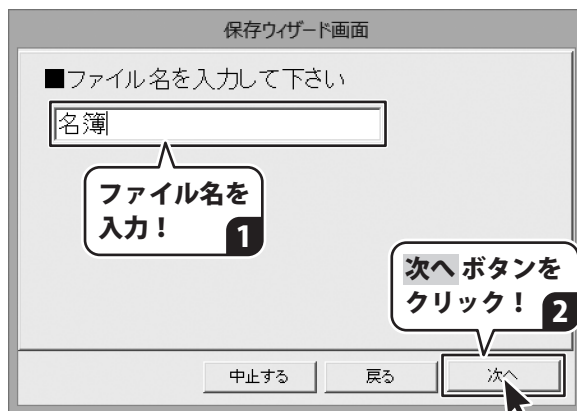 保存ウィザード画面
■ファイル名を入力して下さい
名簿
ファイル名を
入力！
1
次へ ボタンを
クリック！
2
中止する 戻る 次へ